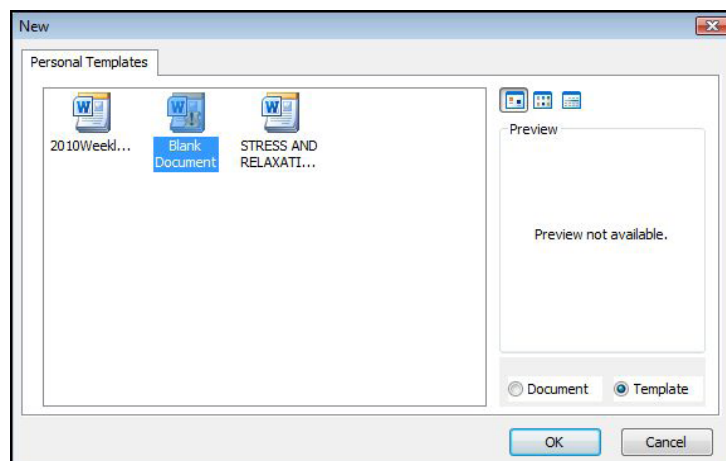 New
Personal Templates
2010Weekl...
Blank
Document
STRESS AND
RELAXATI...
Preview
Preview not available.
Document
Template
OK
Cancel